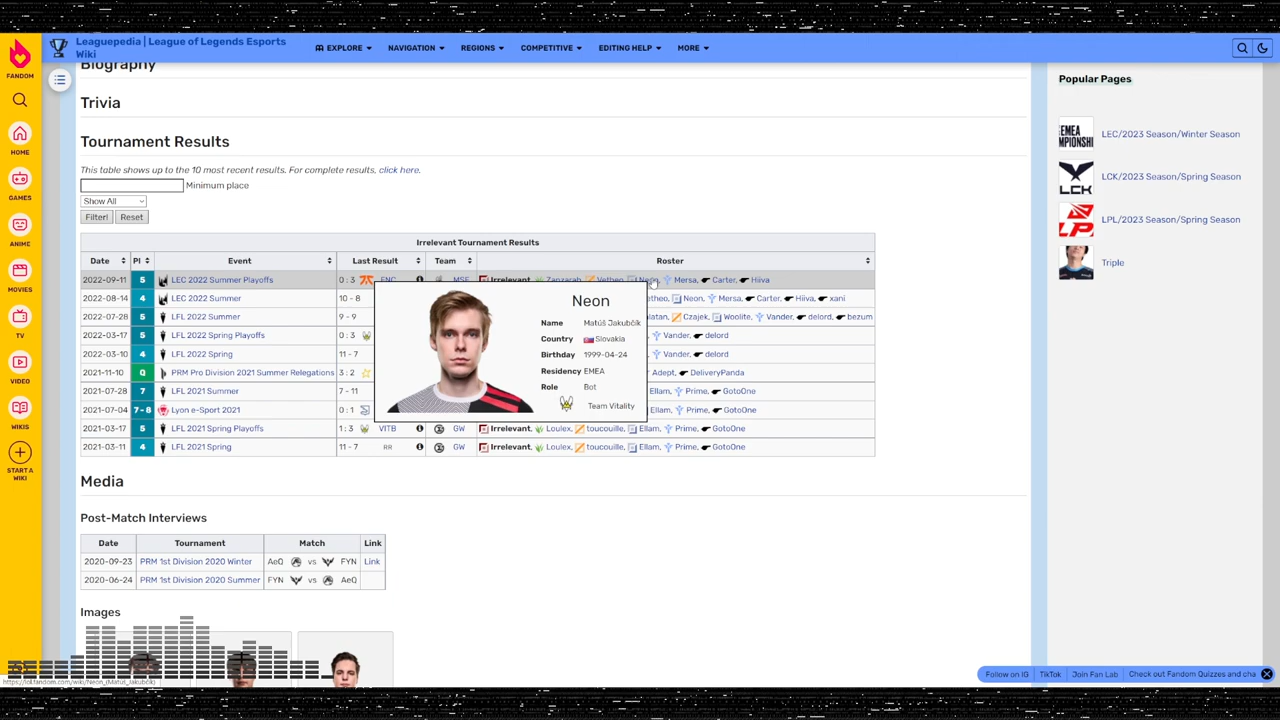 Leaguepedia | League of Legends Esports
Wiki
EXPLORE NAVIGATION REGIONS COMPETITIVE EDITING HELP MORE
FANDOM
HOME
GAMES
ANIME
MOVIES
TV
VIDEO
WIKIS
START A
WIKI
Biography
Trivia
Tournament Results
This table shows up to the 10 most recent results. For complete results, click here.
Minimum place
Show All
Filter! Reset
Irrelevant Tournament Results
Date Pl Event Last Result Team Roster
2022-09-11 5 LEC 2022 Summer Playoffs 0 : 3 FNC MSF Irrelevant, Zanzarah, Vetheo, Neon, Mersa, Carter, Hiiva
2022-08-14 4 LEC 2022 Summer 10 - 8 etheo, Neon, Mersa, Carter, Hiiva, xani
2022-07-28 5 LFL 2022 Summer 9 - 9 latan, Czajek, Woolite, Vander, delord, bezum
2022-03-17 5 LFL 2022 Spring Playoffs 0 : 3 Vander, delord
2022-03-10 4 LFL 2022 Spring 11 - 7 Vander, delord
2021-11-10 Q PRM Pro Division 2021 Summer Relegations 3 : 2 Adept, DeliveryPanda
2021-07-28 7 LFL 2021 Summer 7 - 11 Ellam, Prime, GotoOne
2021-07-04 7 - 8 Lyon e-Sport 2021 0 : 1 Ellam, Prime, GotoOne
2021-03-17 5 LFL 2021 Spring Playoffs 1 : 3 VITB GW Irrelevant, Loulex, toucouille, Ellam, Prime, GotoOne
2021-03-11 4 LFL 2021 Spring 11 - 7 RR GW Irrelevant, Loulex, toucouille, Ellam, Prime, GotoOne
Neon
Name Matúš Jakubčík
Country Slovakia
Birthday 1999-04-24
Residency EMEA
Role Bot
Team Vitality
Media
Post-Match Interviews
Date Tournament Match Link
2020-09-23 PRM 1st Division 2020 Winter AeQ vs FYN Link
2020-06-24 PRM 1st Division 2020 Summer FYN vs AeQ
Images
https://lol.fandom.com/wiki/Neon_(Matúš_Jakubčík)
Popular Pages
LEC/2023 Season/Winter Season
LCK/2023 Season/Spring Season
LPL/2023 Season/Spring Season
Triple
Follow on IG TikTok Join Fan Lab Check out Fandom Quizzes and cha